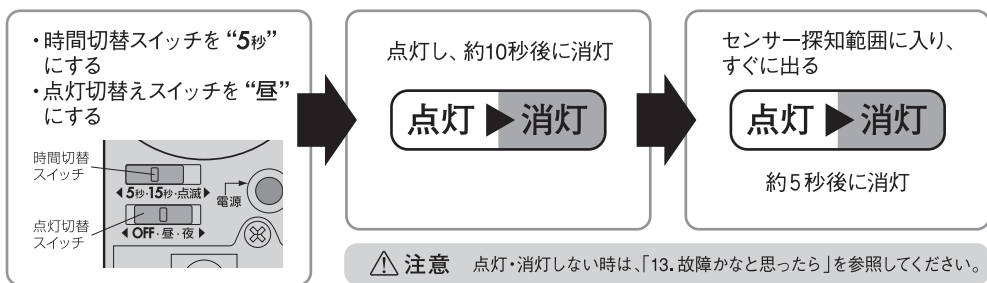 ・時間切替スイッチを“5秒”
にする
・点灯切替えスイッチを“昼”
にする
時間切替
スイッチ
◀5秒・15秒・点滅▶
電源
点灯切替
スイッチ
◀OFF・昼・夜▶
点灯し、約10秒後に消灯
点灯▶消灯
センサー探知範囲に入り、
すぐに出る
点灯▶消灯
約5秒後に消灯
注意 点灯・消灯しない時は、「13.故障かなと思ったら」を参照してください。